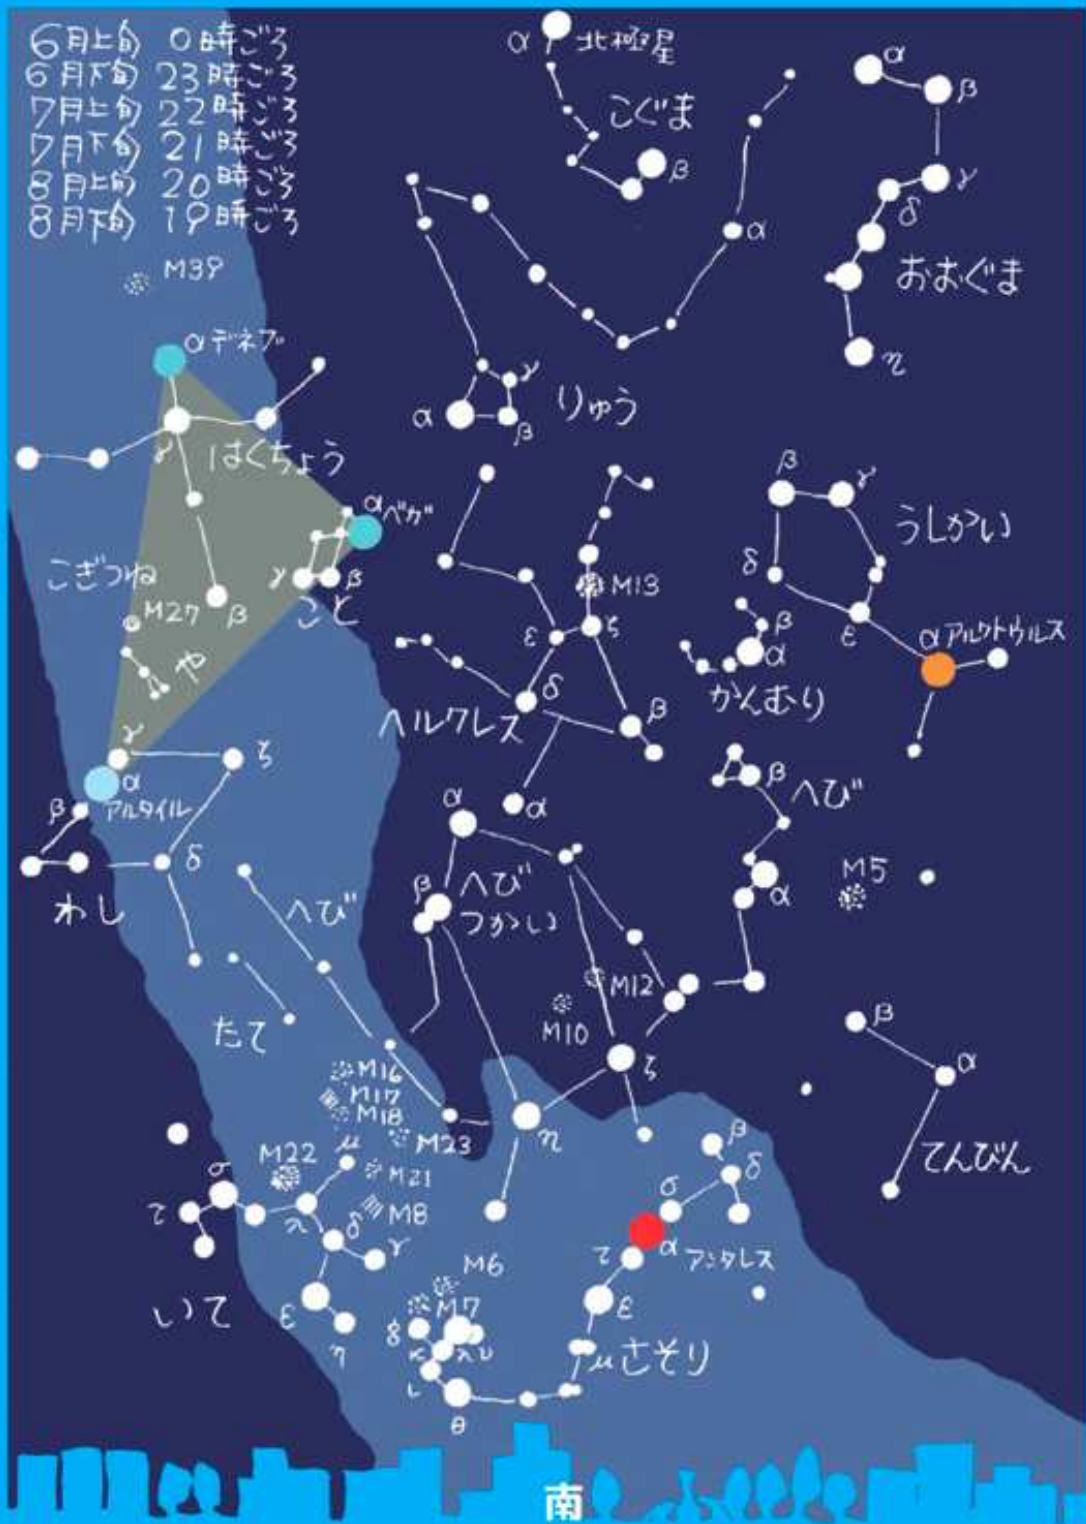 6月上旬 0時ごろ
6月下旬 23時ごろ
7月上旬 22時ごろ
7月下旬 21時ごろ
8月上旬 20時ごろ
8月下旬 19時ごろ
α 北極星
こぐま
β
α
β
γ
δ
おおぐま
η
α
M39
α デネブ
γ
はくちょう
β
α
γ
β
りゅう
α ベガ
γ
β
こと
こぎつね
M27
や
M13
ε
ζ
δ
β
ヘルクレス
α
β
γ
うしかい
δ
ε
α アルクトゥルス
β
α
かんむり
γ
ζ
α
アルタイル
β
δ
わし
α
β
へび
つかい
β
へび
α
M5
へび
たて
M12
M10
ζ
η
β
α
てんびん
M16
M17
M18
M23
M22
μ
M21
M8
σ
τ
λ
δ
γ
ε
η
いて
β
δ
σ
α アンタレス
τ
ε
μ さそり
M6
M7
κ
λ
υ
ι
θ
南